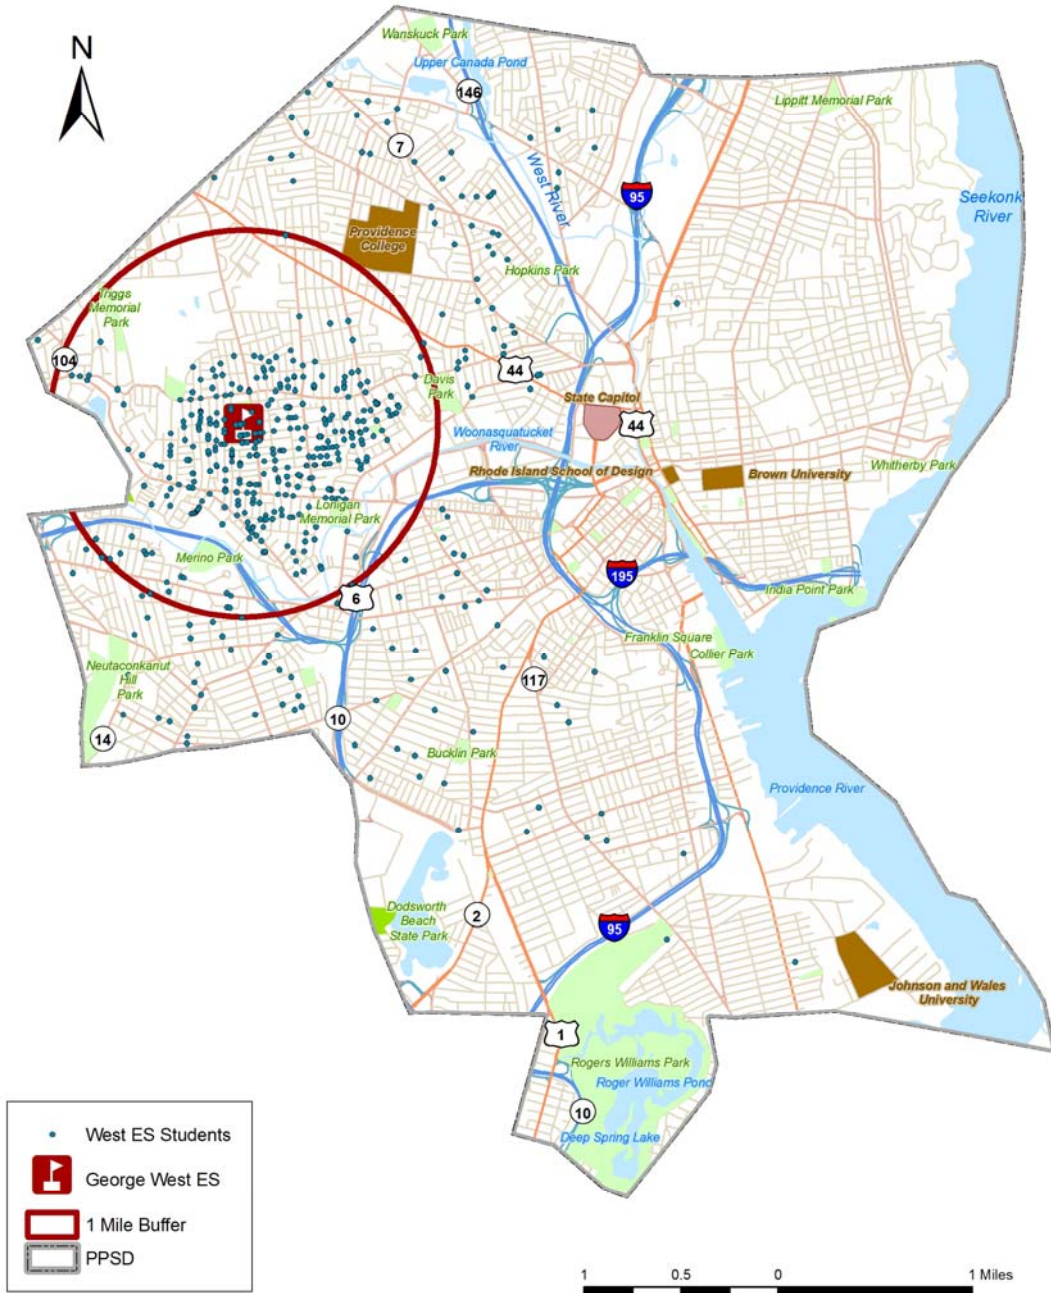 N
Wanskuck Park
Upper Canada Pond
146
Lippitt Memorial Park
7
West River
95
Seekonk
River
Providence
College
Hopkins Park
Triggs
Memorial
Park
104
44
Davis
Park
State Capitol
44
Woonasquatucket
River
Rhode Island School of Design
Brown University
Whitherby Park
Lonigan
Memorial Park
Merino Park
6
195
India Point Park
Franklin Square
Collier Park
Neutaconkanut
Hill
Park
117
10
14
Bucklin Park
Providence River
Dodsworth
Beach
State Park
2
95
Johnson and Wales
University
1
Rogers Williams Park
Roger Williams Pond
10
Deep Spring Lake
West ES Students
George West ES
1 Mile Buffer
PPSD
1 0.5 0 1 Miles